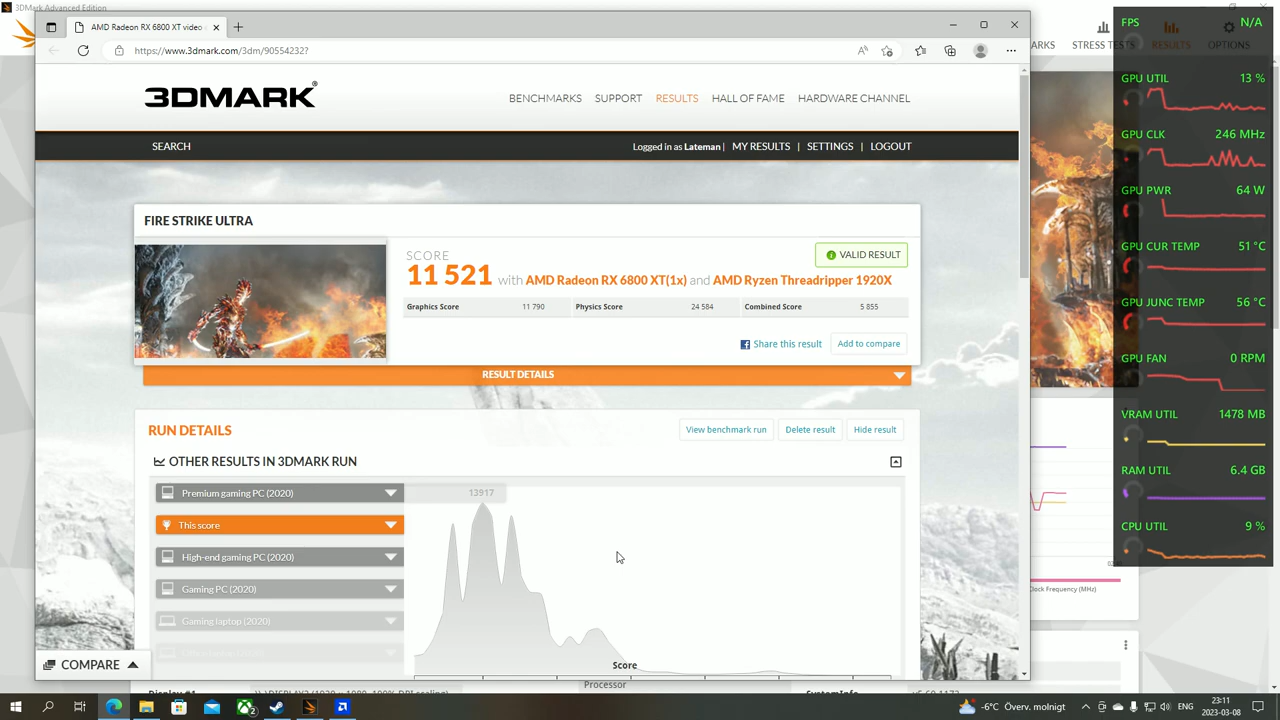 3DMark Advanced Edition
AMD Radeon RX 6800 XT video c
https://www.3dmark.com/3dm/90554232?
ARKS
STRESS TESTS
RESULTS
OPTIONS
3DMARK®
BENCHMARKS
SUPPORT
RESULTS
HALL OF FAME
HARDWARE CHANNEL
SEARCH
Logged in as Lateman | MY RESULTS | SETTINGS | LOGOUT
FIRE STRIKE ULTRA
SCORE
VALID RESULT
11 521 with AMD Radeon RX 6800 XT(1x) and AMD Ryzen Threadripper 1920X
Graphics Score 11 790
Physics Score 24 584
Combined Score 5 855
Share this result
Add to compare
RESULT DETAILS
RUN DETAILS
View benchmark run
Delete result
Hide result
OTHER RESULTS IN 3DMARK RUN
Premium gaming PC (2020)
13917
This score
High-end gaming PC (2020)
Gaming PC (2020)
Gaming laptop (2020)
Score
COMPARE
Processor
FPS N/A
GPU UTIL 13 %
GPU CLK 246 MHz
GPU PWR 64 W
GPU CUR TEMP 51 °C
GPU JUNC TEMP 56 °C
GPU FAN 0 RPM
VRAM UTIL 1478 MB
RAM UTIL 6.4 GB
CPU UTIL 9 %
Clock Frequency (MHz)
-6°C Överv. molnigt
ENG
23:11
2023-03-08